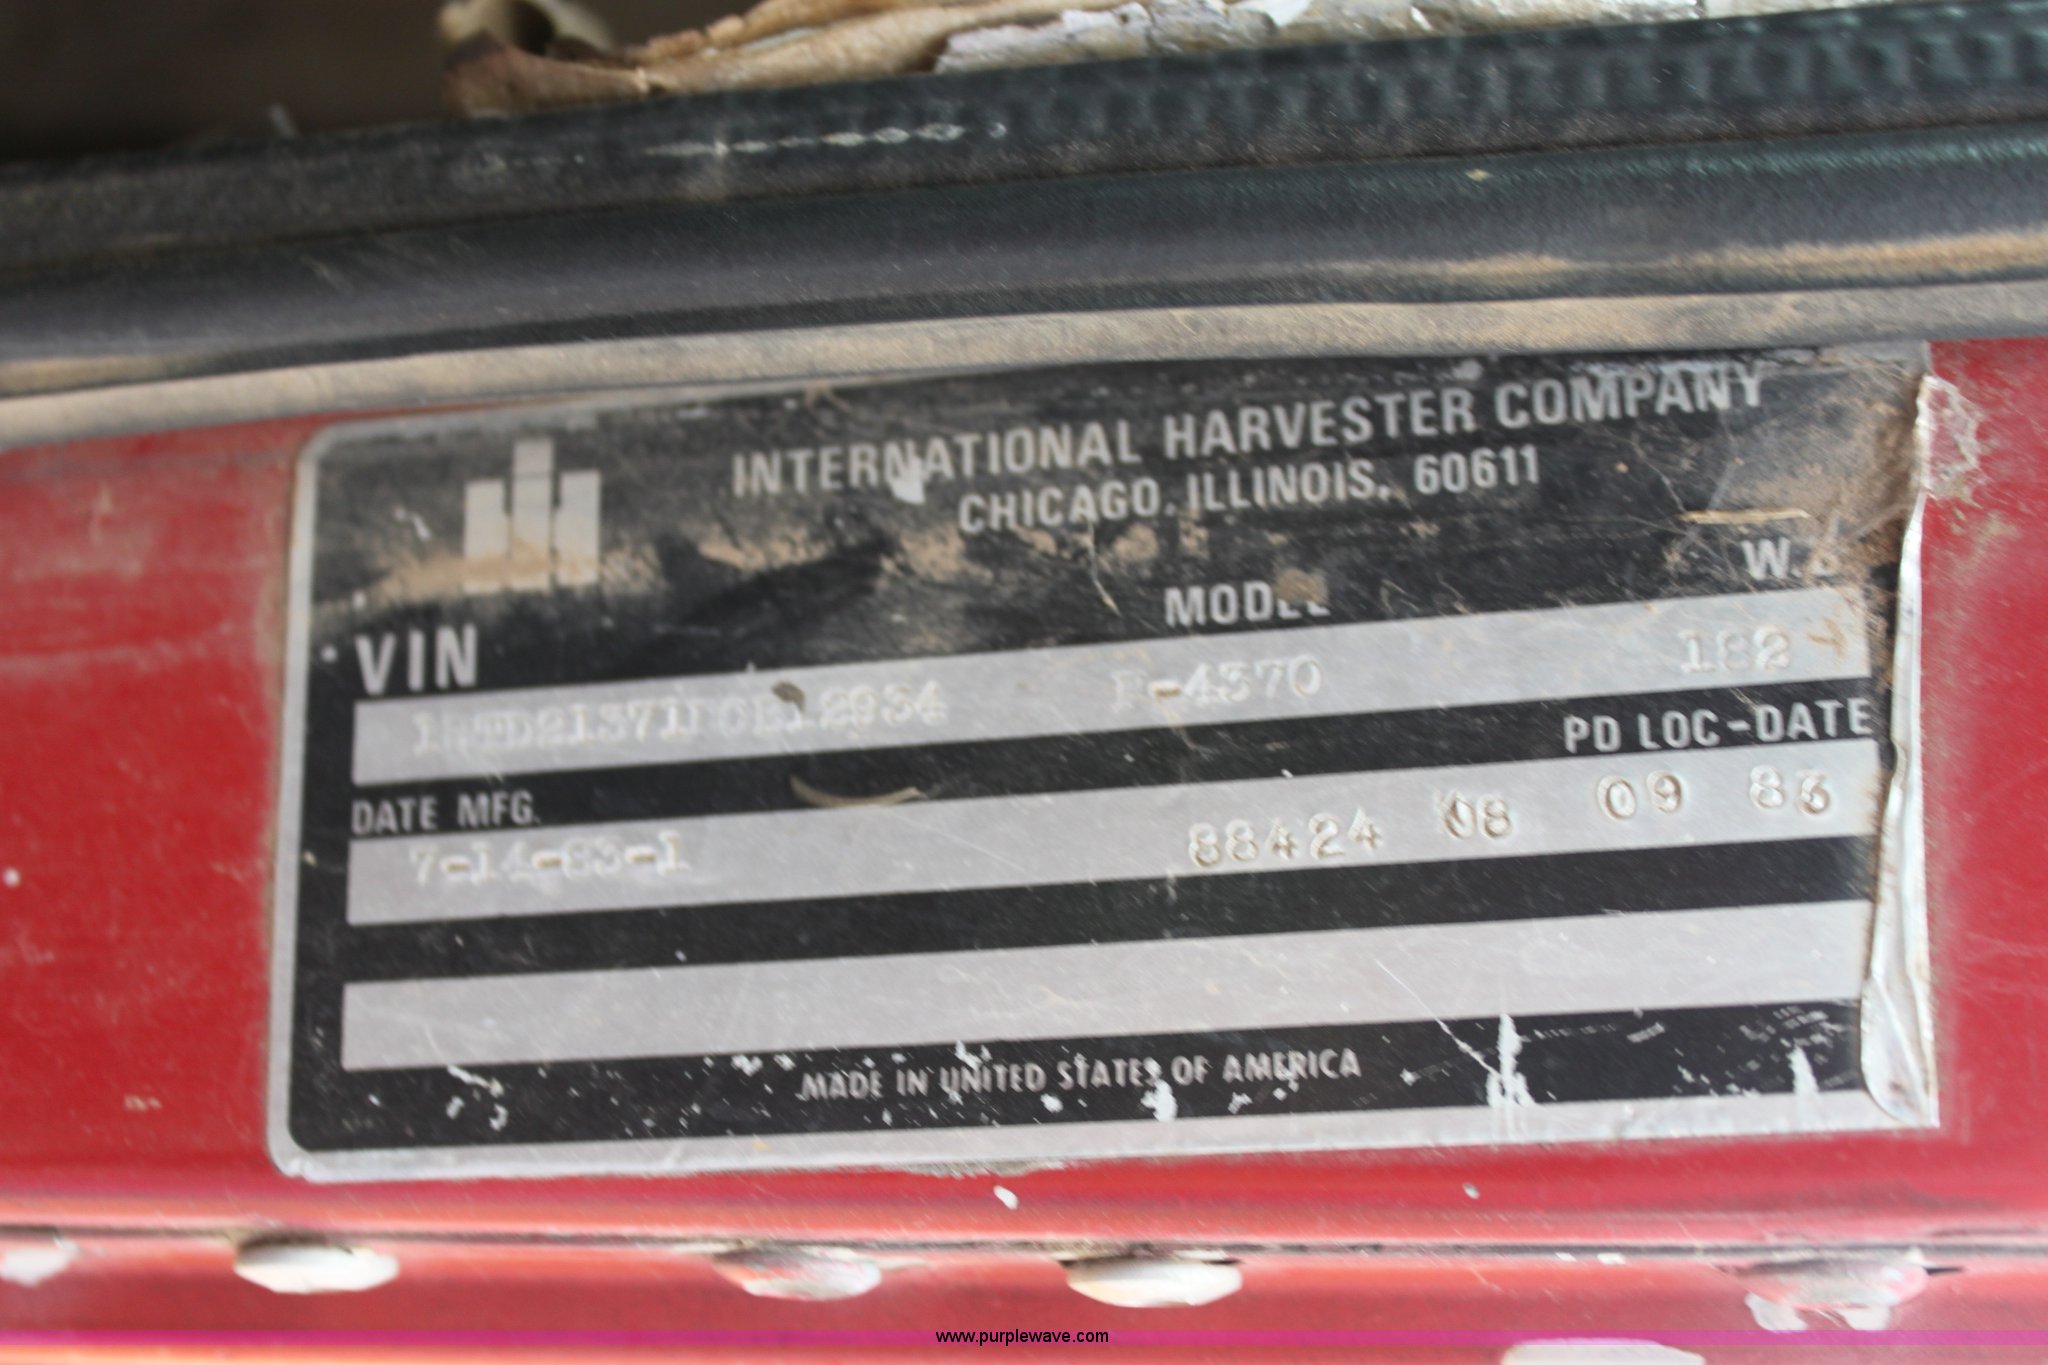 INTERNATIONAL HARVESTER COMPANY
CHICAGO, ILLINOIS, 60611
VIN MODEL W.B
F-4370 182
DATE MFG. PD LOC-DATE
7-14-83-1 88424 08 09 83
MADE IN UNITED STATES OF AMERICA
www.purplewave.com